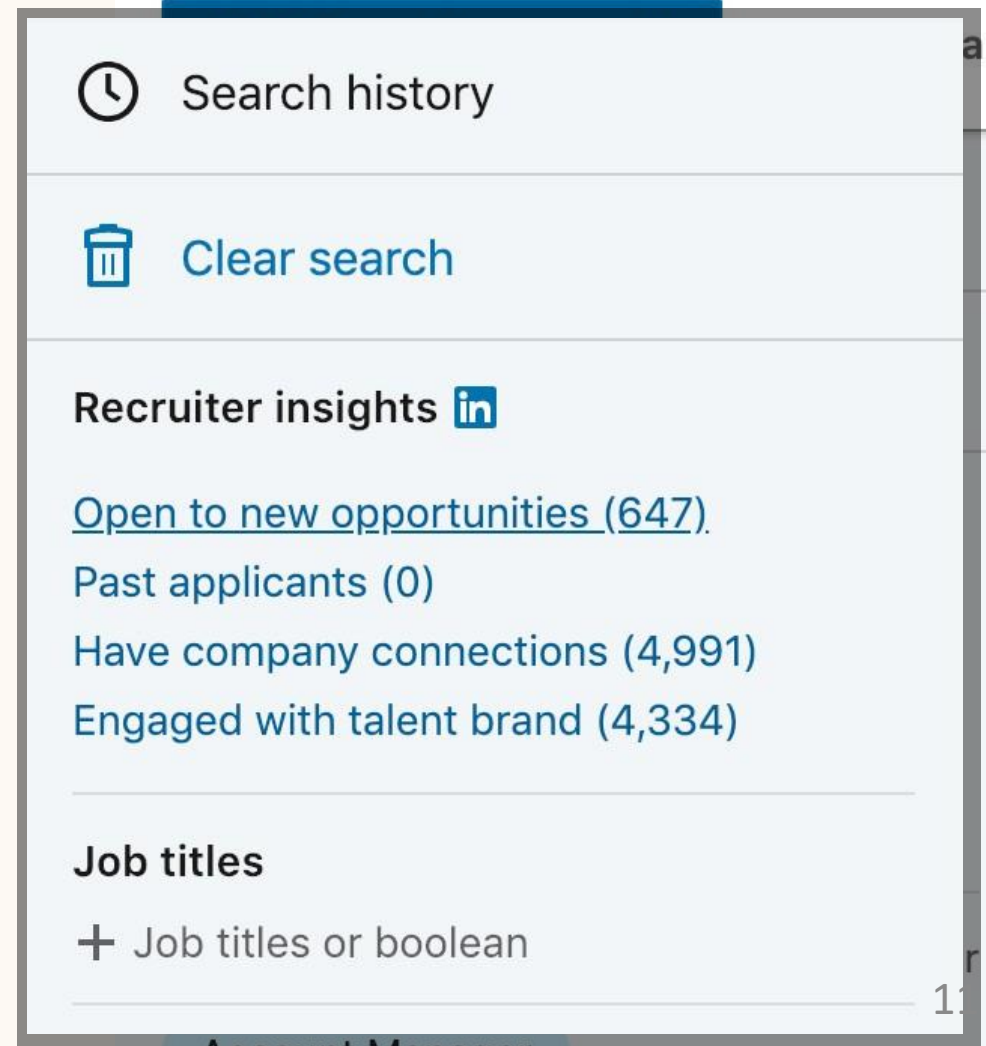 Search history
Clear search
Recruiter insights in
Open to new opportunities (647)
Past applicants (0)
Have company connections (4,991)
Engaged with talent brand (4,334)
Job titles
+ Job titles or boolean